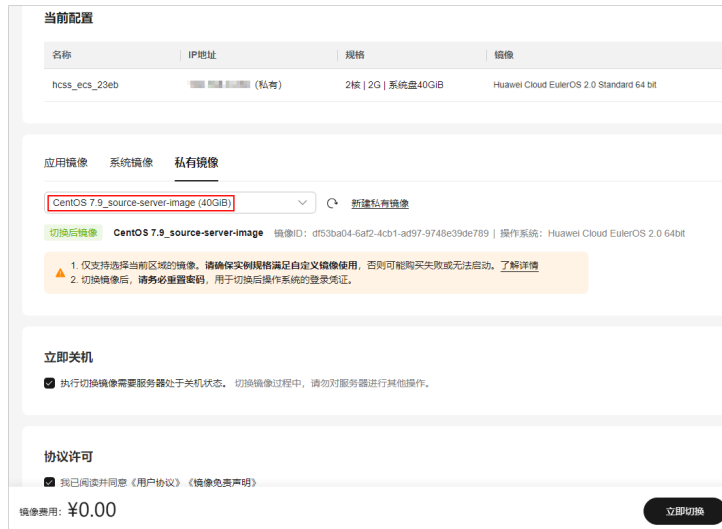 当前配置
名称 IP地址 规格 镜像
hcss_ecs_23eb (私有) 2核 | 2G | 系统盘40GiB Huawei Cloud EulerOS 2.0 Standard 64 bit
应用镜像 系统镜像 私有镜像
CentOS 7.9_source-server-image (40GiB) 新建私有镜像
切换后镜像 CentOS 7.9_source-server-image 镜像ID: df53ba04-6af2-4cb1-ad97-9748e39de789 | 操作系统: Huawei Cloud EulerOS 2.0 64bit
1. 仅支持选择当前区域的镜像。请确保实例规格满足自定义镜像使用，否则可能购买失败或无法启动。了解详情
2. 切换镜像后，请务必重置密码，用于切换后操作系统的登录凭证。
立即关机
执行切换镜像需要服务器处于关机状态。 切换镜像过程中，请勿对服务器进行其他操作。
协议许可
我已阅读并同意《用户协议》《镜像免责声明》
镜像费用: ¥0.00 立即切换